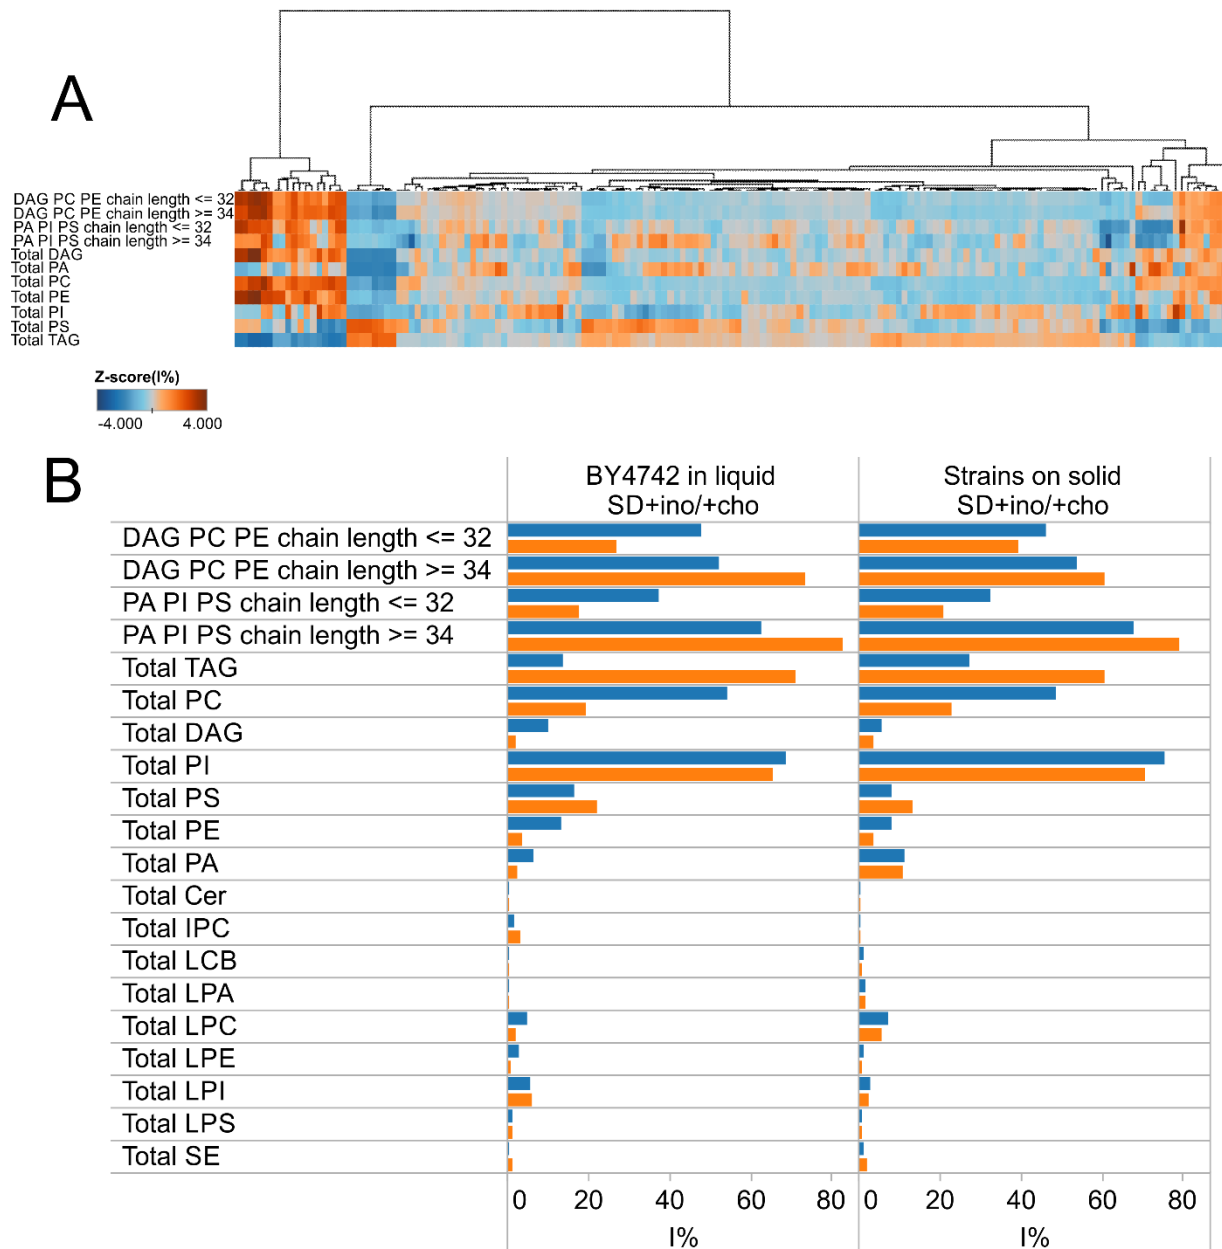 A
DAG PC PE chain length <= 32
DAG PC PE chain length >= 34
PA PI PS chain length <= 32
PA PI PS chain length >= 34
Total DAG
Total PA
Total PC
Total PE
Total PI
Total PS
Total TAG
Z-score(I%)
-4.000 4.000
B
BY4742 in liquid
SD+ino/+cho
Strains on solid
SD+ino/+cho
DAG PC PE chain length <= 32
DAG PC PE chain length >= 34
PA PI PS chain length <= 32
PA PI PS chain length >= 34
Total TAG
Total PC
Total DAG
Total PI
Total PS
Total PE
Total PA
Total Cer
Total IPC
Total LCB
Total LPA
Total LPC
Total LPE
Total LPI
Total LPS
Total SE
0 20 40 60 80 0 20 40 60 80
I% I%